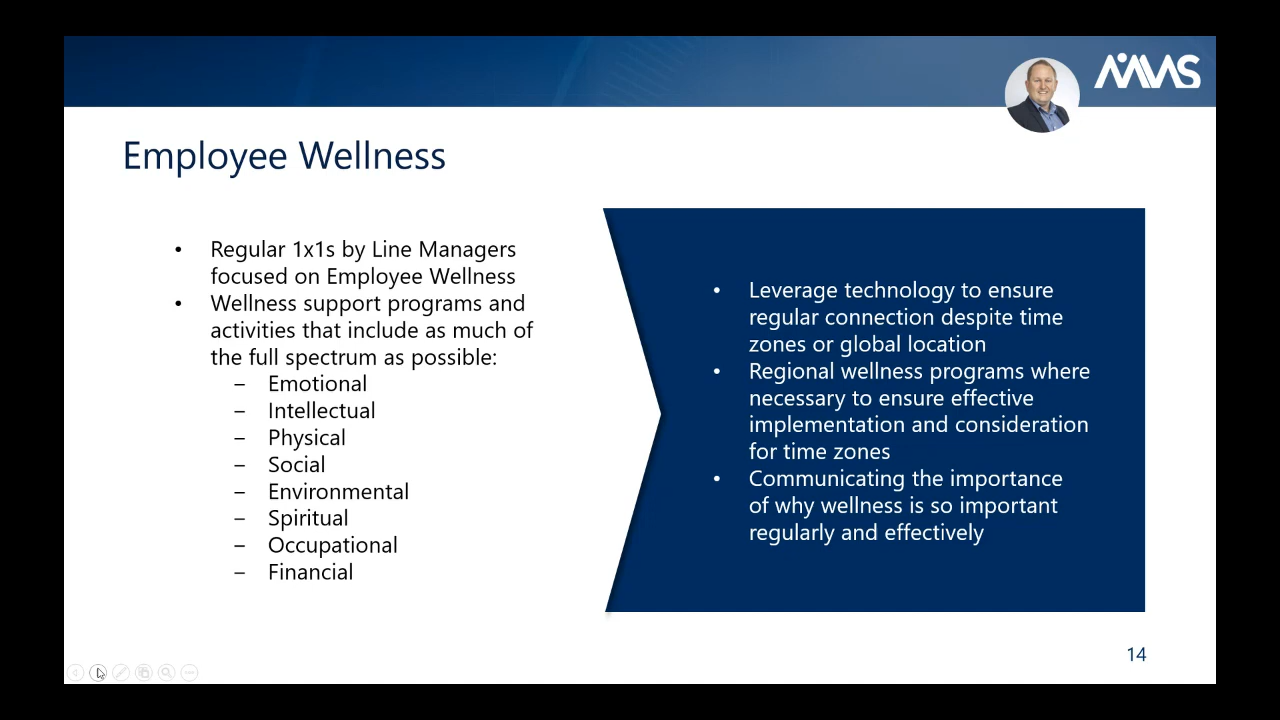 Employee Wellness
• Regular 1x1s by Line Managers
focused on Employee Wellness
• Wellness support programs and
activities that include as much of
the full spectrum as possible:
– Emotional
– Intellectual
– Physical
– Social
– Environmental
– Spiritual
– Occupational
– Financial
• Leverage technology to ensure
regular connection despite time
zones or global location
• Regional wellness programs where
necessary to ensure effective
implementation and consideration
for time zones
• Communicating the importance
of why wellness is so important
regularly and effectively
14